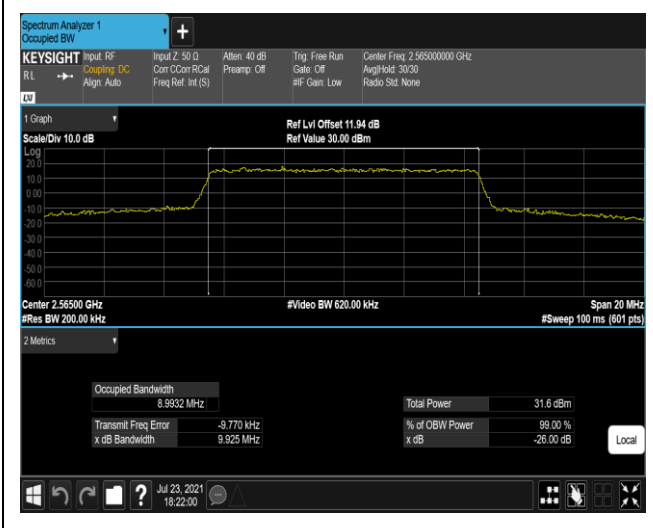 Spectrum Analyzer 1
Occupied BW
+
KEYSIGHT
RL
LXI
Input: RF
Coupling: DC
Align: Auto
Input Z: 50 Ω
Corr CCorr RCal
Freq Ref: Int (S)
Atten: 40 dB
Preamp: Off
Trig: Free Run
Gate: Off
#IF Gain: Low
Center Freq: 2.565000000 GHz
Avg|Hold: 30/30
Radio Std: None
1 Graph
Scale/Div 10.0 dB
Ref Lvl Offset 11.94 dB
Ref Value 30.00 dBm
Log
20.0
10.0
0.00
-10.0
-20.0
-30.0
-40.0
-50.0
-60.0
Center 2.56500 GHz
#Res BW 200.00 kHz
#Video BW 620.00 kHz
Span 20 MHz
#Sweep 100 ms (601 pts)
2 Metrics
Occupied Bandwidth
8.9932 MHz
Transmit Freq Error -9.770 kHz
x dB Bandwidth 9.925 MHz
Total Power 31.6 dBm
% of OBW Power 99.00 %
x dB -26.00 dB
Local
?
Jul 23, 2021
18:22:00